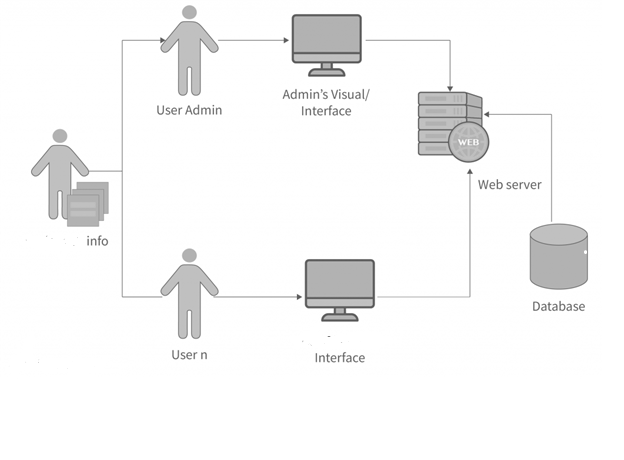 User Admin
Admin's Visual/
Interface
WEB
Web server
info
Database
User n
Interface